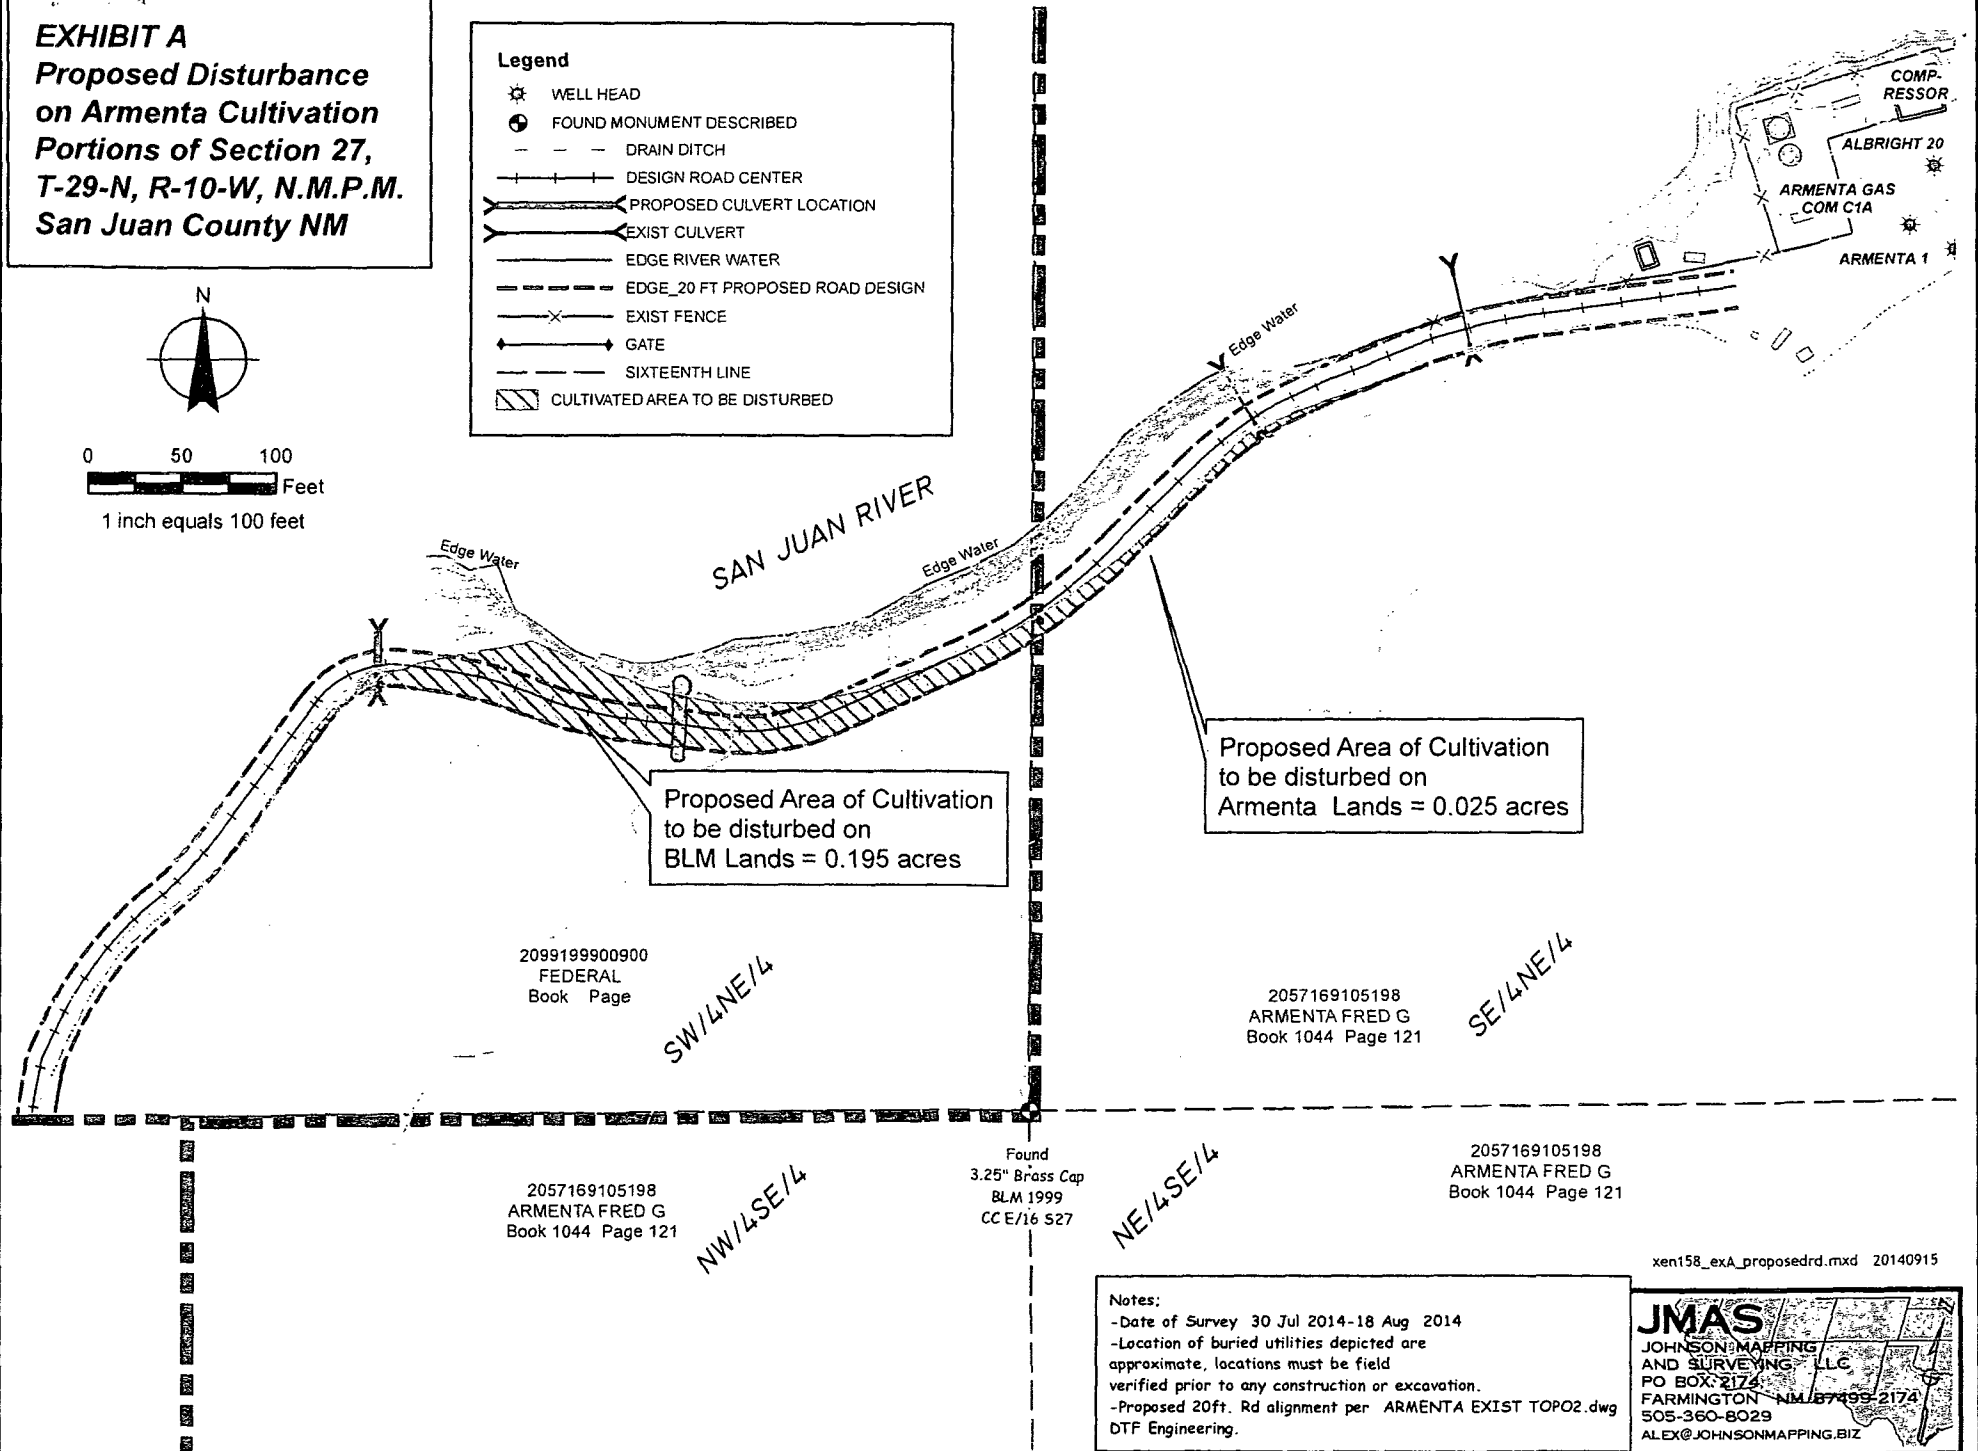 EXHIBIT A
Proposed Disturbance
on Armenta Cultivation
Portions of Section 27,
T-29-N, R-10-W, N.M.P.M.
San Juan County NM
Legend
WELL HEAD
FOUND MONUMENT DESCRIBED
DRAIN DITCH
DESIGN ROAD CENTER
PROPOSED CULVERT LOCATION
EXIST CULVERT
EDGE RIVER WATER
EDGE_20 FT PROPOSED ROAD DESIGN
EXIST FENCE
GATE
SIXTEENTH LINE
CULTIVATED AREA TO BE DISTURBED
N
0 50 100
Feet
1 inch equals 100 feet
COMP-
RESSOR
ALBRIGHT 20
ARMENTA GAS
COM C1A
ARMENTA 1
Edge Water
SAN JUAN RIVER
Edge Water
Edge Water
Proposed Area of Cultivation
to be disturbed on
Armenta Lands = 0.025 acres
Proposed Area of Cultivation
to be disturbed on
BLM Lands = 0.195 acres
2099199900900
FEDERAL
Book Page
SW/4NE/4
2057169105198
ARMENTA FRED G
Book 1044 Page 121
SE/4NE/4
Found
3.25" Brass Cap
BLM 1999
CC E/16 S27
2057169105198
ARMENTA FRED G
Book 1044 Page 121
NW/4SE/4
NE/4SE/4
2057169105198
ARMENTA FRED G
Book 1044 Page 121
xen158_exA_proposedrd.mxd 20140915
Notes:
-Date of Survey 30 Jul 2014-18 Aug 2014
-Location of buried utilities depicted are
approximate, locations must be field
verified prior to any construction or excavation.
-Proposed 20ft. Rd alignment per ARMENTA EXIST TOPO2.dwg
DTF Engineering.
JMAS
JOHNSON MAPPING
AND SURVEYING, LLC
PO BOX 2174
FARMINGTON NM 87499-2174
505-360-8029
ALEX@JOHNSONMAPPING.BIZ